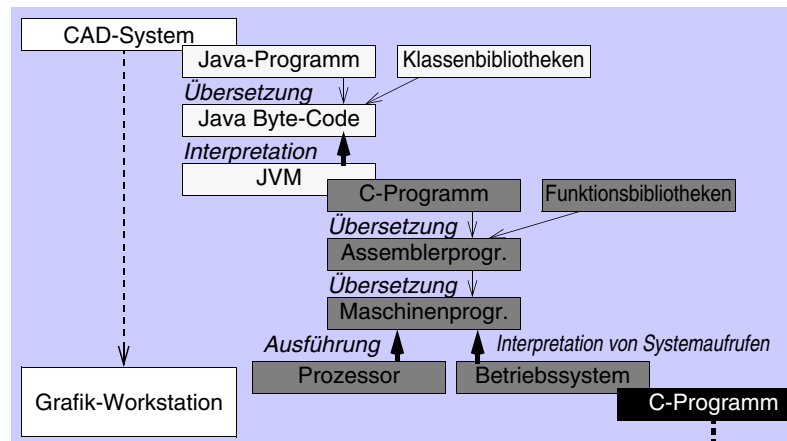 CAD-System
Java-Programm
Klassenbibliotheken
Übersetzung
Java Byte-Code
Interpretation
JVM
C-Programm
Funktionsbibliotheken
Übersetzung
Assemblerprogr.
Übersetzung
Maschinenprogr.
Ausführung
Interpretation von Systemaufrufen
Prozessor
Betriebssystem
Grafik-Workstation
C-Programm